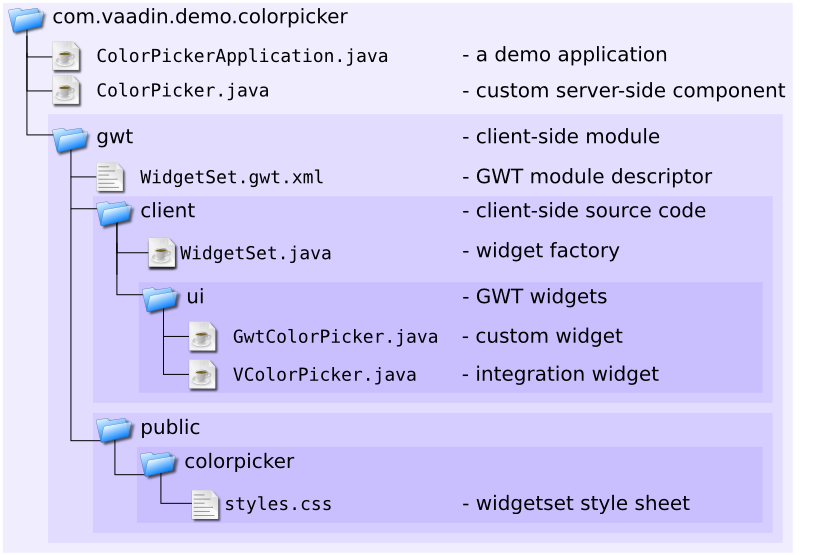 com.vaadin.demo.colorpicker
ColorPickerApplication.java - a demo application
ColorPicker.java - custom server-side component
gwt - client-side module
WidgetSet.gwt.xml - GWT module descriptor
client - client-side source code
WidgetSet.java - widget factory
ui - GWT widgets
GwtColorPicker.java - custom widget
VColorPicker.java - integration widget
public
colorpicker
styles.css - widgetset style sheet